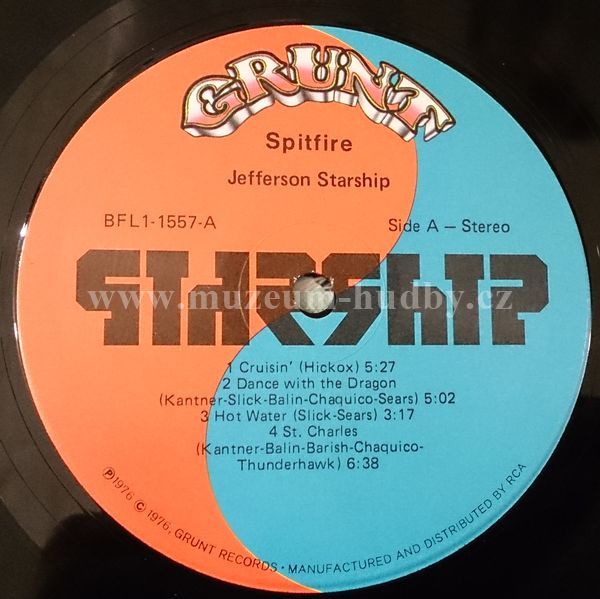 GRUNT
Spitfire
Jefferson Starship
BFL1-1557-A
Side A — Stereo
STARSHIP
www.muzeum-hudby.cz
1 Cruisin' (Hickox) 5:27
2 Dance with the Dragon
(Kantner-Slick-Balin-Chaquico-Sears) 5:02
3 Hot Water (Slick-Sears) 3:17
4 St. Charles
(Kantner-Balin-Barish-Chaquico-
Thunderhawk) 6:38
℗1976 © 1976, GRUNT RECORDS · MANUFACTURED AND DISTRIBUTED BY RCA